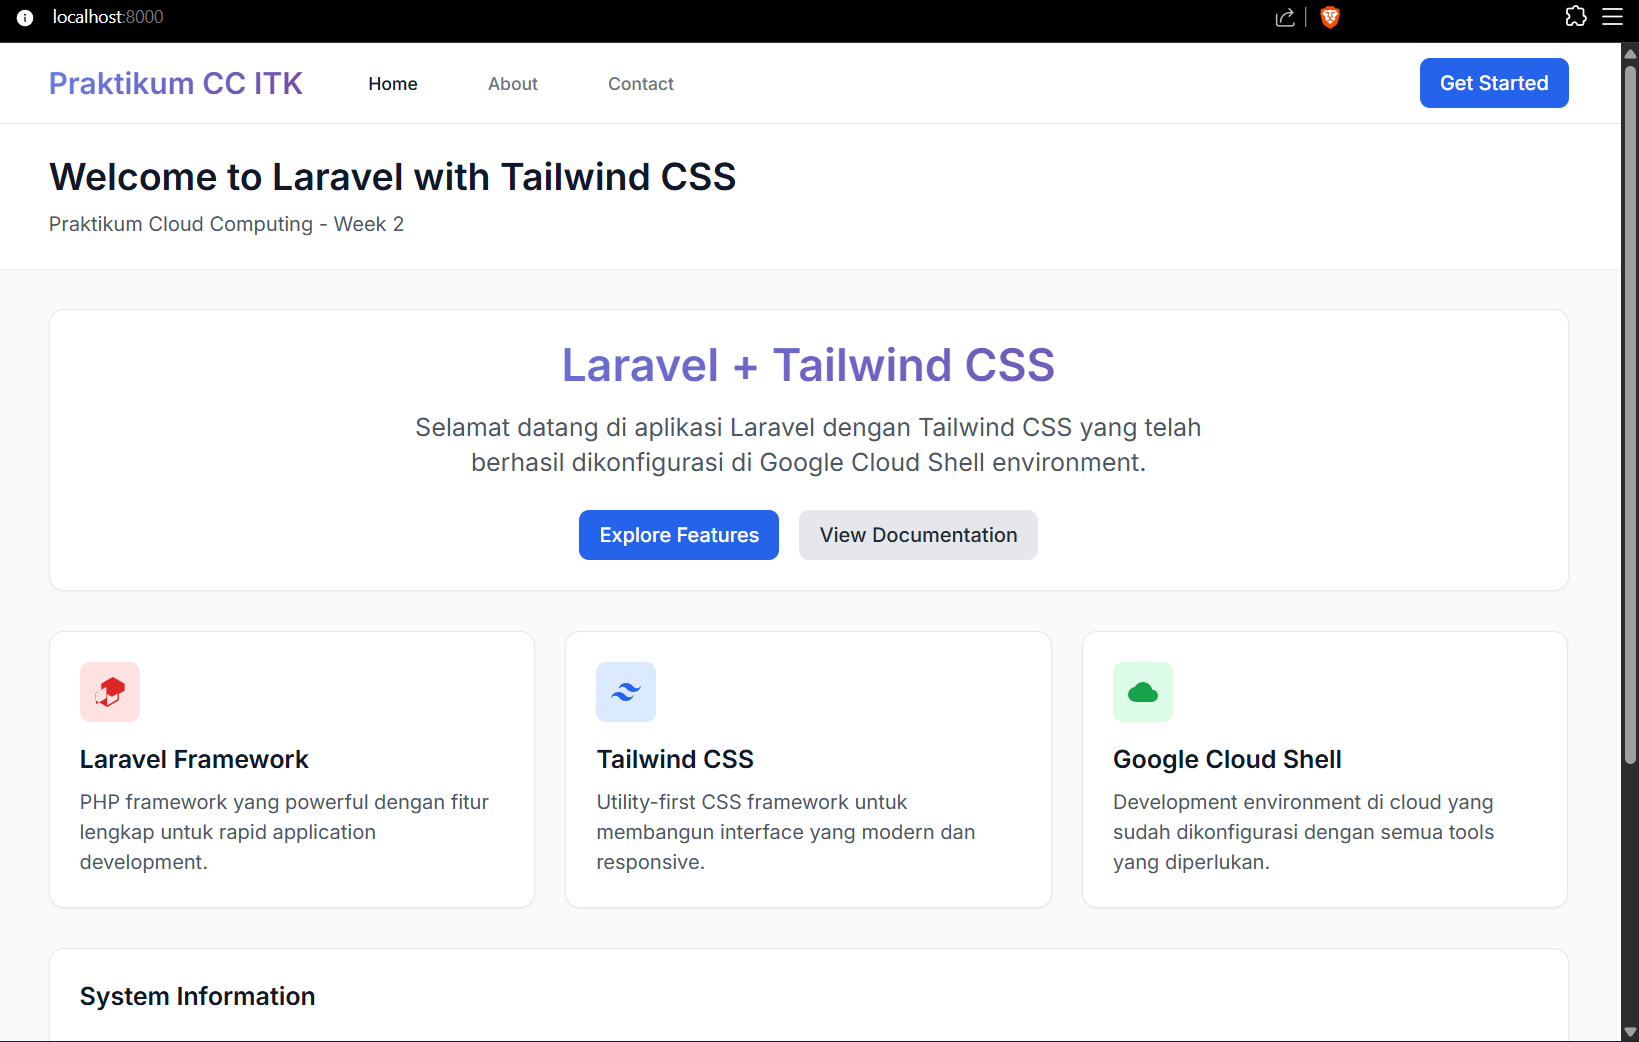 localhost:8000
Praktikum CC ITK
Home
About
Contact
Get Started
Welcome to Laravel with Tailwind CSS
Praktikum Cloud Computing - Week 2
Laravel + Tailwind CSS
Selamat datang di aplikasi Laravel dengan Tailwind CSS yang telah
berhasil dikonfigurasi di Google Cloud Shell environment.
Explore Features
View Documentation
Laravel Framework
PHP framework yang powerful dengan fitur
lengkap untuk rapid application
development.
Tailwind CSS
Utility-first CSS framework untuk
membangun interface yang modern dan
responsive.
Google Cloud Shell
Development environment di cloud yang
sudah dikonfigurasi dengan semua tools
yang diperlukan.
System Information